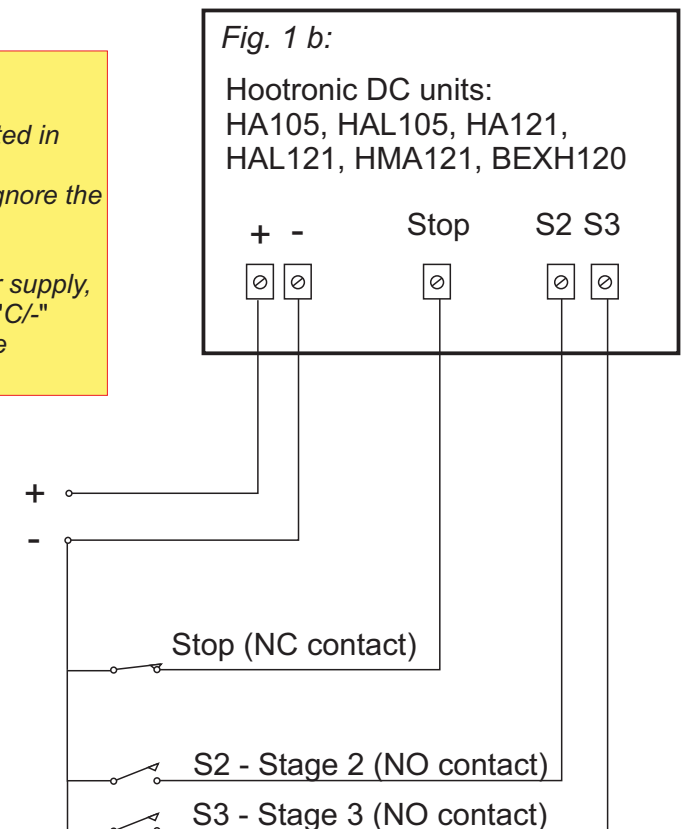 ted in
gnore the
r supply,
"C/-"
e
Fig. 1 b:
Hootronic DC units:
HA105, HAL105, HA121,
HAL121, HMA121, BEXH120
+ - Stop S2 S3
+
-
Stop (NC contact)
S2 - Stage 2 (NO contact)
S3 - Stage 3 (NO contact)